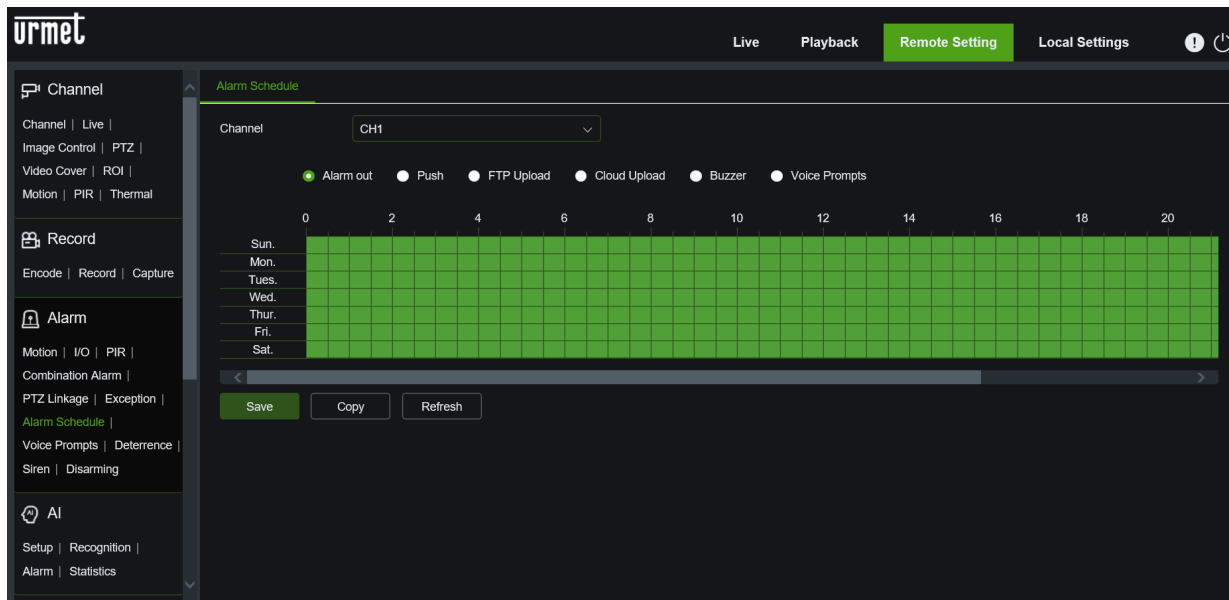 urmet
Live Playback Remote Setting Local Settings
Channel
Channel | Live |
Image Control | PTZ |
Video Cover | ROI |
Motion | PIR | Thermal
Record
Encode | Record | Capture
Alarm
Motion | I/O | PIR |
Combination Alarm |
PTZ Linkage | Exception |
Alarm Schedule |
Voice Prompts | Deterrence |
Siren | Disarming
AI
Setup | Recognition |
Alarm | Statistics
Alarm Schedule
Channel CH1
Alarm out Push FTP Upload Cloud Upload Buzzer Voice Prompts
0 2 4 6 8 10 12 14 16 18 20
Sun.
Mon.
Tues.
Wed.
Thur.
Fri.
Sat.
Save Copy Refresh